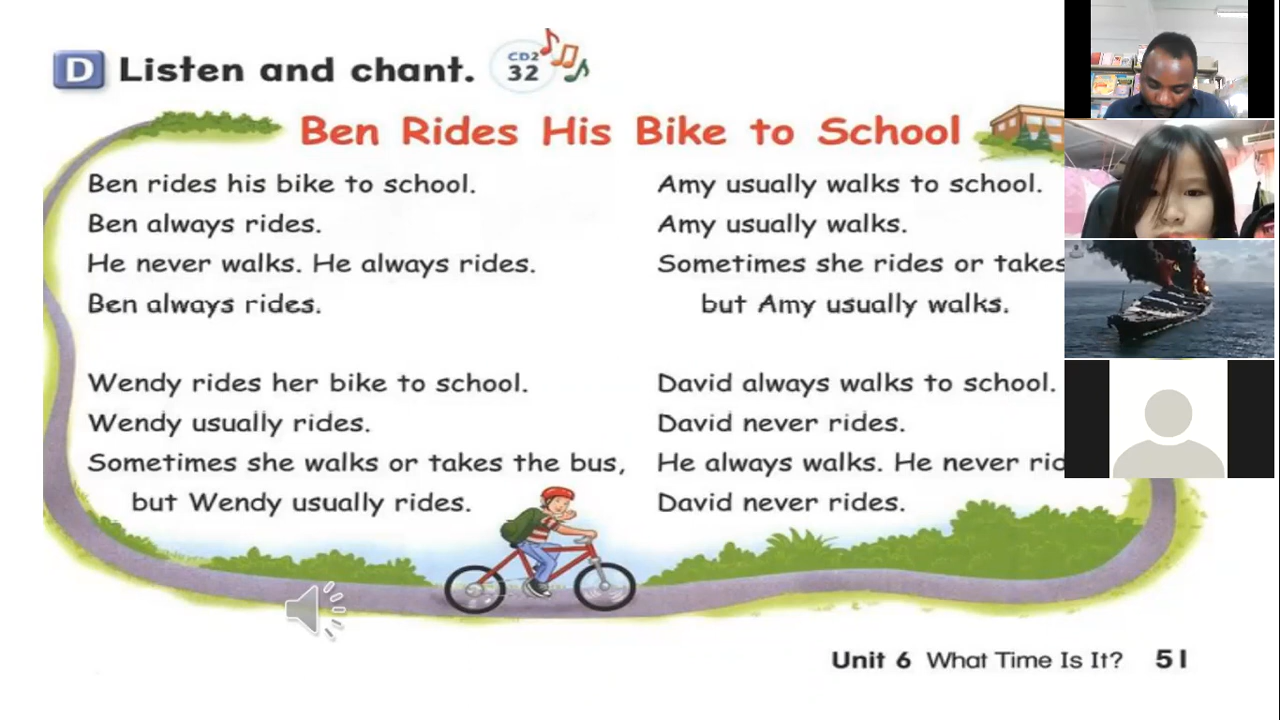 D Listen and chant. CD2 32
Ben Rides His Bike to School
Ben rides his bike to school.
Ben always rides.
He never walks. He always rides.
Ben always rides.
Wendy rides her bike to school.
Wendy usually rides.
Sometimes she walks or takes the bus,
but Wendy usually rides.
Amy usually walks to school.
Amy usually walks.
Sometimes she rides or takes
but Amy usually walks.
David always walks to school.
David never rides.
He always walks. He never
David never rides.
Unit 6 What Time Is It? 51